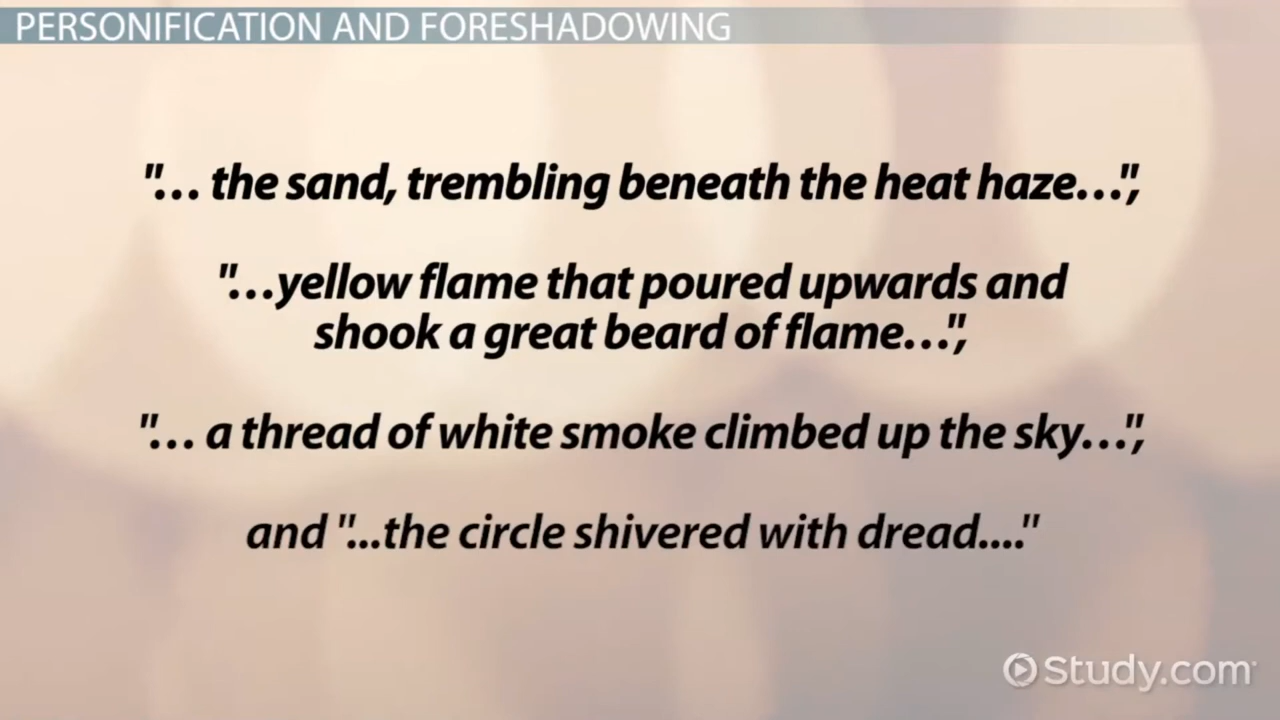 PERSONIFICATION AND FORESHADOWING
"... the sand, trembling beneath the heat haze...",
"...yellow flame that poured upwards and
shook a great beard of flame...",
"... a thread of white smoke climbed up the sky...",
and "...the circle shivered with dread...."
Study.com